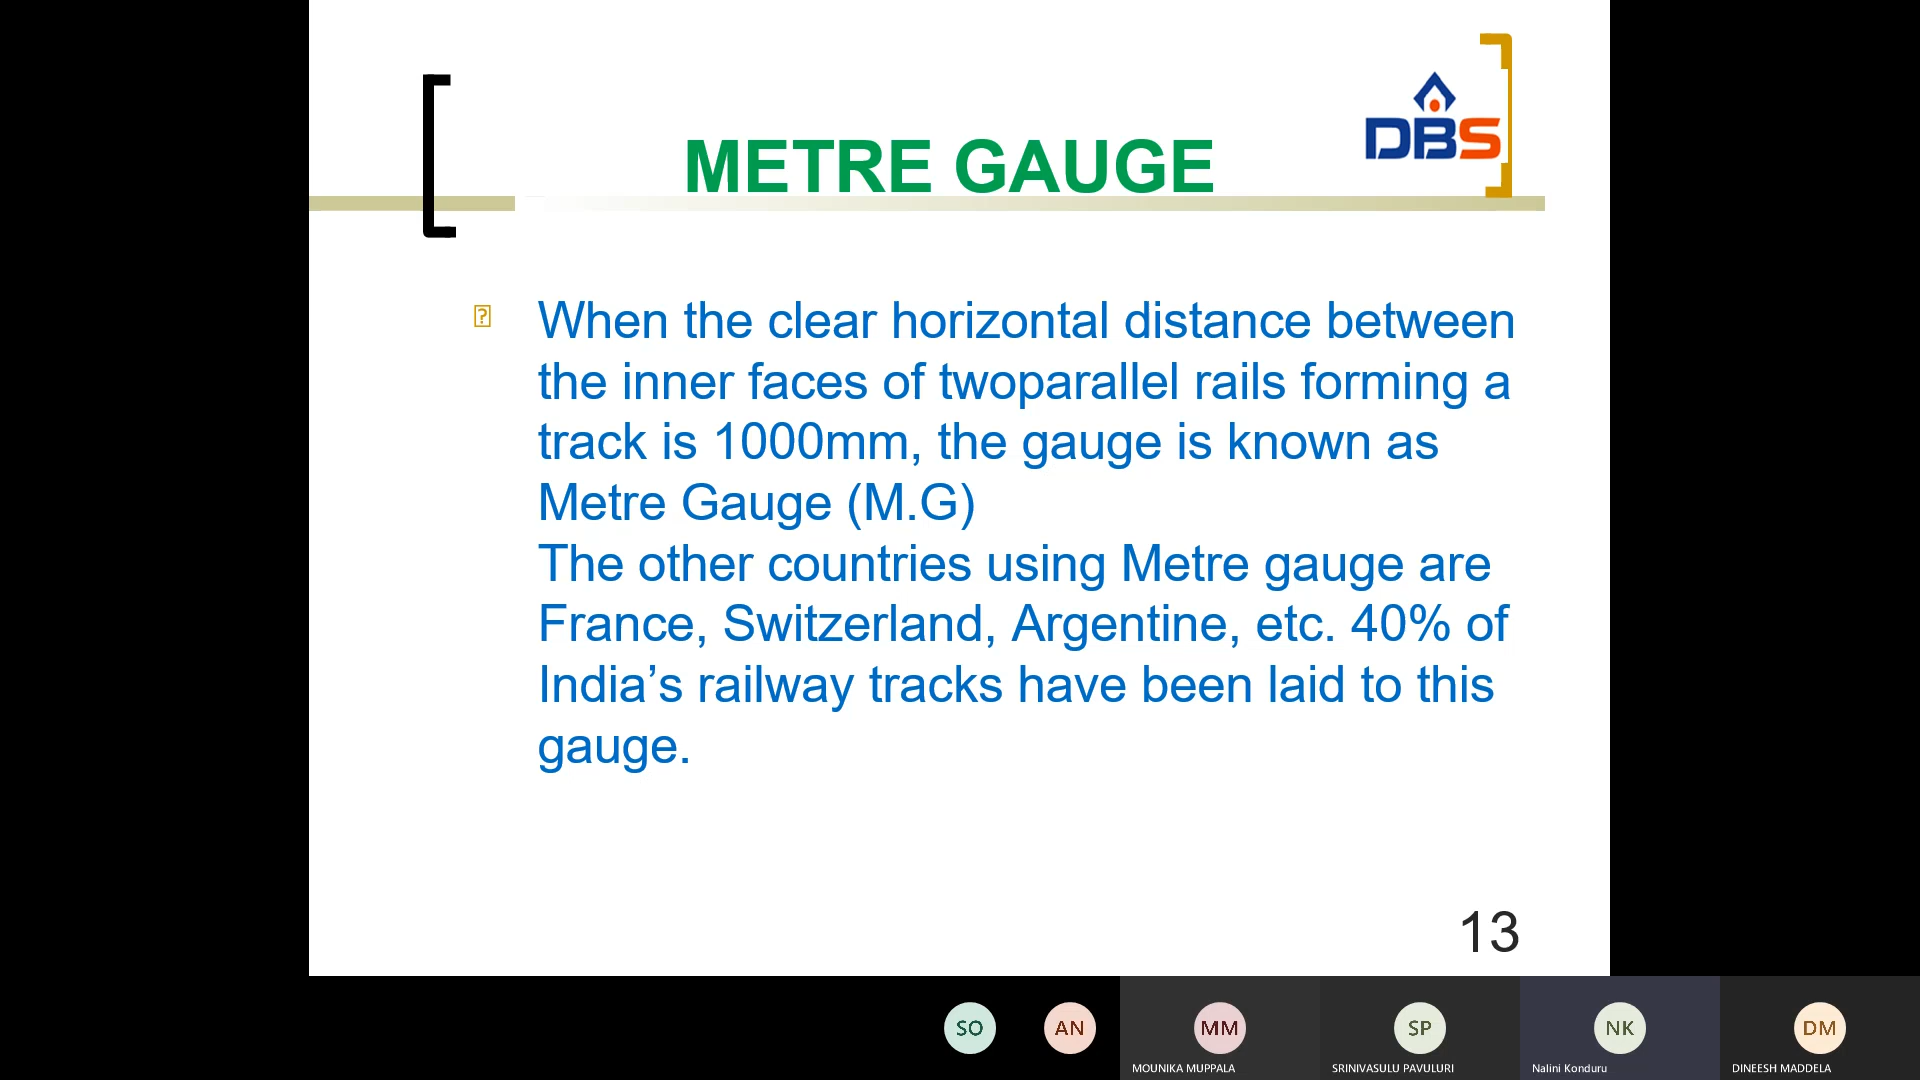 METRE GAUGE
DBS
When the clear horizontal distance between
the inner faces of twoparallel rails forming a
track is 1000mm, the gauge is known as
Metre Gauge (M.G)
The other countries using Metre gauge are
France, Switzerland, Argentine, etc. 40% of
India’s railway tracks have been laid to this
gauge.
13
SO
AN
MM
SP
NK
DM
MOUNIKA MUPPALA
SRINIVASULU PAVULURI
Nalini Konduru
DINEESH MADDELA